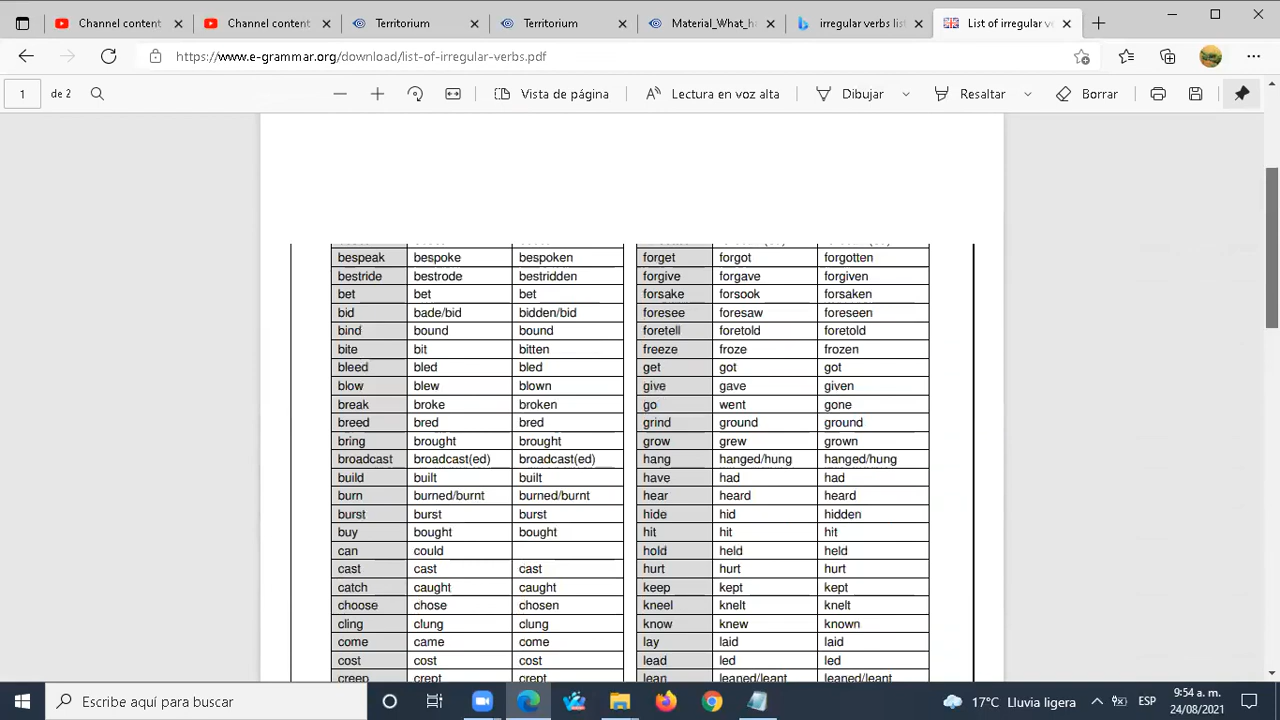 Channel content
Channel content
Territorium
Territorium
Material_What_ha
irregular verbs list
List of irregular ve
https://www.e-grammar.org/download/list-of-irregular-verbs.pdf
1 de 2
Vista de página
Lectura en voz alta
Dibujar
Resaltar
Borrar
bespeak bespoke bespoken forget forgot forgotten
bestride bestrode bestridden forgive forgave forgiven
bet bet bet forsake forsook forsaken
bid bade/bid bidden/bid foresee foresaw foreseen
bind bound bound foretell foretold foretold
bite bit bitten freeze froze frozen
bleed bled bled get got got
blow blew blown give gave given
break broke broken go went gone
breed bred bred grind ground ground
bring brought brought grow grew grown
broadcast broadcast(ed) broadcast(ed) hang hanged/hung hanged/hung
build built built have had had
burn burned/burnt burned/burnt hear heard heard
burst burst burst hide hid hidden
buy bought bought hit hit hit
can could hold held held
cast cast cast hurt hurt hurt
catch caught caught keep kept kept
choose chose chosen kneel knelt knelt
cling clung clung know knew known
come came come lay laid laid
cost cost cost lead led led
creep crept crept lean leaned/leant leaned/leant
Escribe aquí para buscar
17°C Lluvia ligera
ESP
9:54 a. m.
24/08/2021